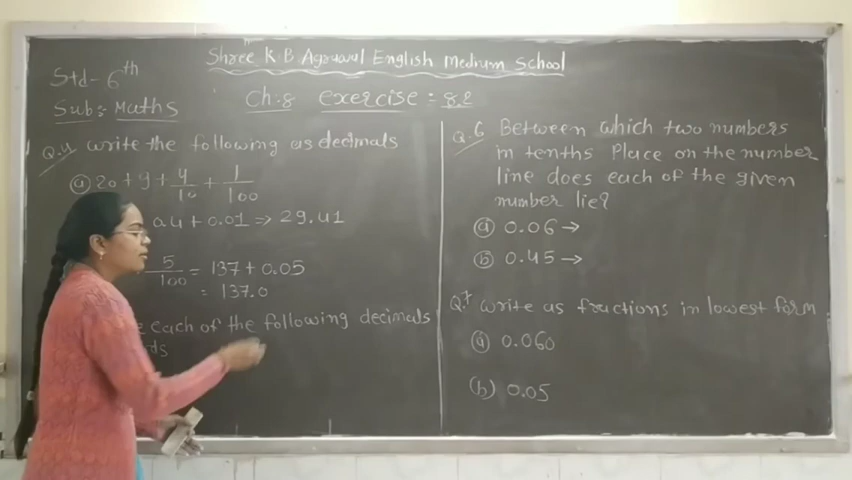 Shree K B Agrawal English Medium School
Std - 6th
Sub : Maths
Ch:8 exercise = 8.2
Q.4 write the following as decimals
(a) 20 + 9 + 4/10 + 1/100
0.4 + 0.01 => 29.41
5/100 = 137 + 0.05
= 137.0
each of the following decimals
Q.6 Between which two numbers
in tenths Place on the number
line does each of the given
number lie?
(a) 0.06 →
(b) 0.45 →
Q.7 write as fractions in lowest form.
(a) 0.060
(b) 0.05